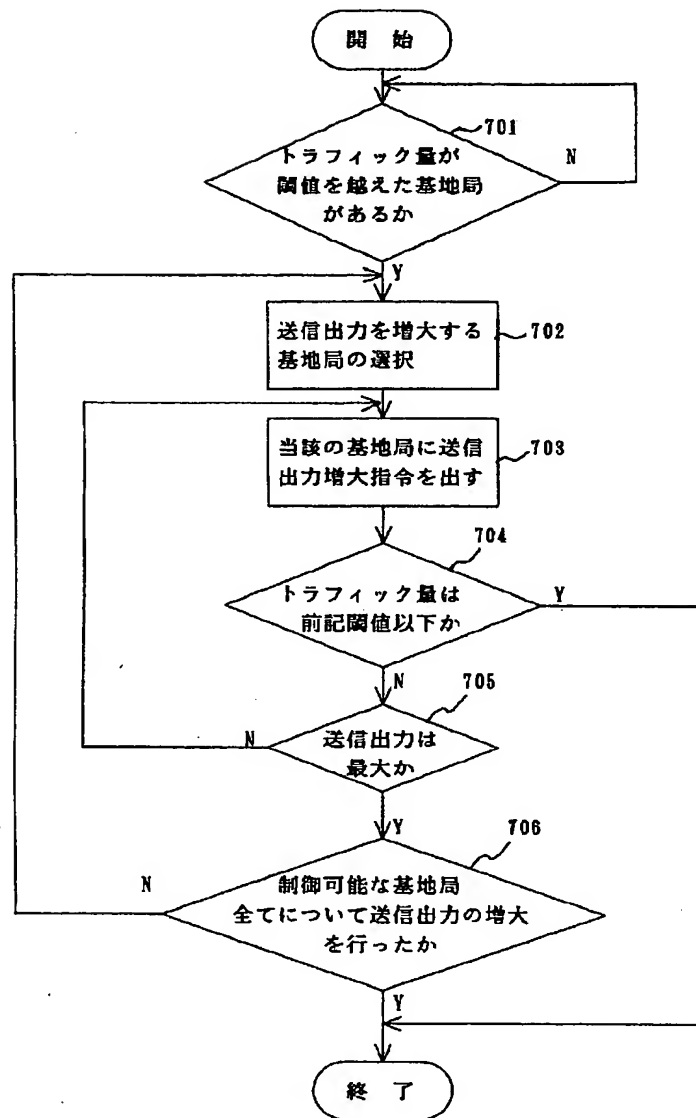 開 始
701
トラフィック量が
閾値を越えた基地局
があるか
N
Y
送信出力を増大する
基地局の選択
702
当該の基地局に送信
出力増大指令を出す
703
704
トラフィック量は
前記閾値以下か
Y
N
705
送信出力は
最大か
N
Y
706
制御可能な基地局
全てについて送信出力の増大
を行ったか
N
Y
終 了